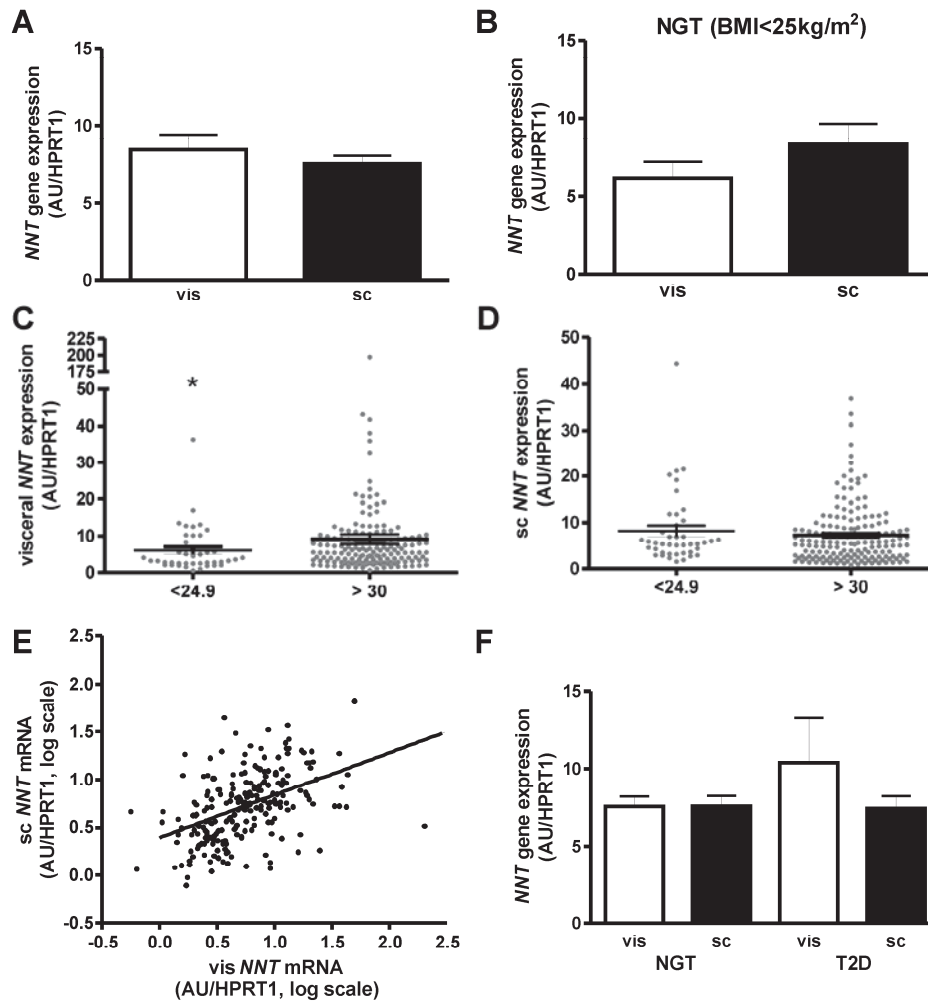 A
NNT gene expression
(AU/HPRT1)
15
10
5
0
vis
sc
B
NGT (BMI<25kg/m²)
NNT gene expression
(AU/HPRT1)
15
10
5
0
vis
sc
C
visceral NNT expression
(AU/HPRT1)
225
200
175
50
40
30
20
10
0
*
<24.9
> 30
D
sc NNT expression
(AU/HPRT1)
50
40
30
20
10
0
<24.9
> 30
E
sc NNT mRNA
(AU/HPRT1, log scale)
2.5
2.0
1.5
1.0
0.5
0.0
-0.5
-0.5
0.0
0.5
1.0
1.5
2.0
2.5
vis NNT mRNA
(AU/HPRT1, log scale)
F
NNT gene expression
(AU/HPRT1)
15
10
5
0
vis
sc
vis
sc
NGT
T2D